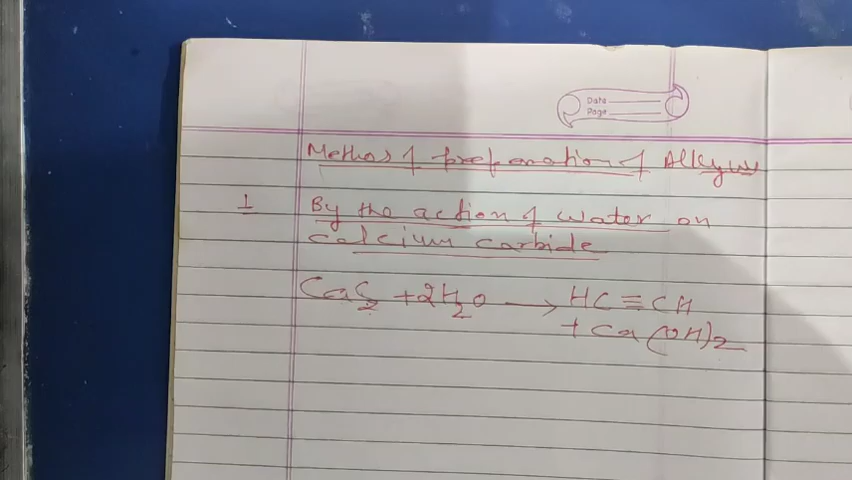 Date
Page
Method of preparation of Alkynes
1 By the action of water on
calcium carbide
CaC2 + 2H2O → HC≡CH
+ Ca(OH)2